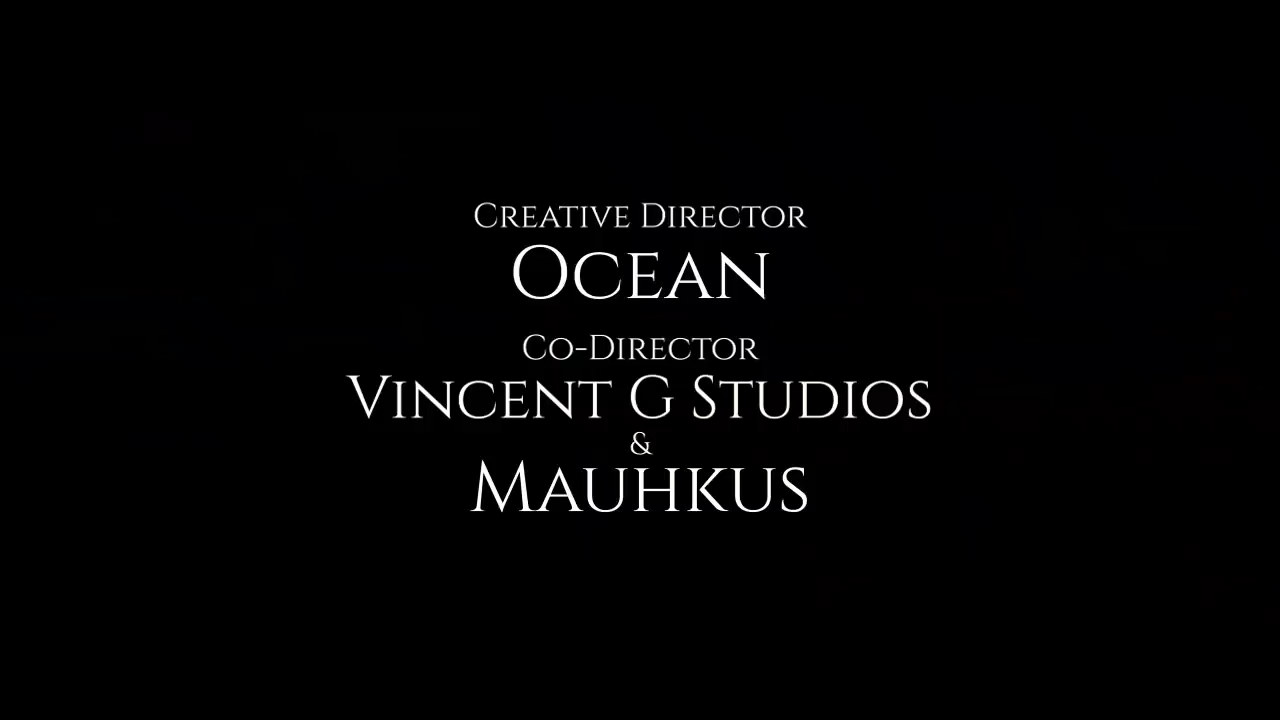 Creative Director
Ocean
Co-Director
Vincent G Studios
&
Mauhkus